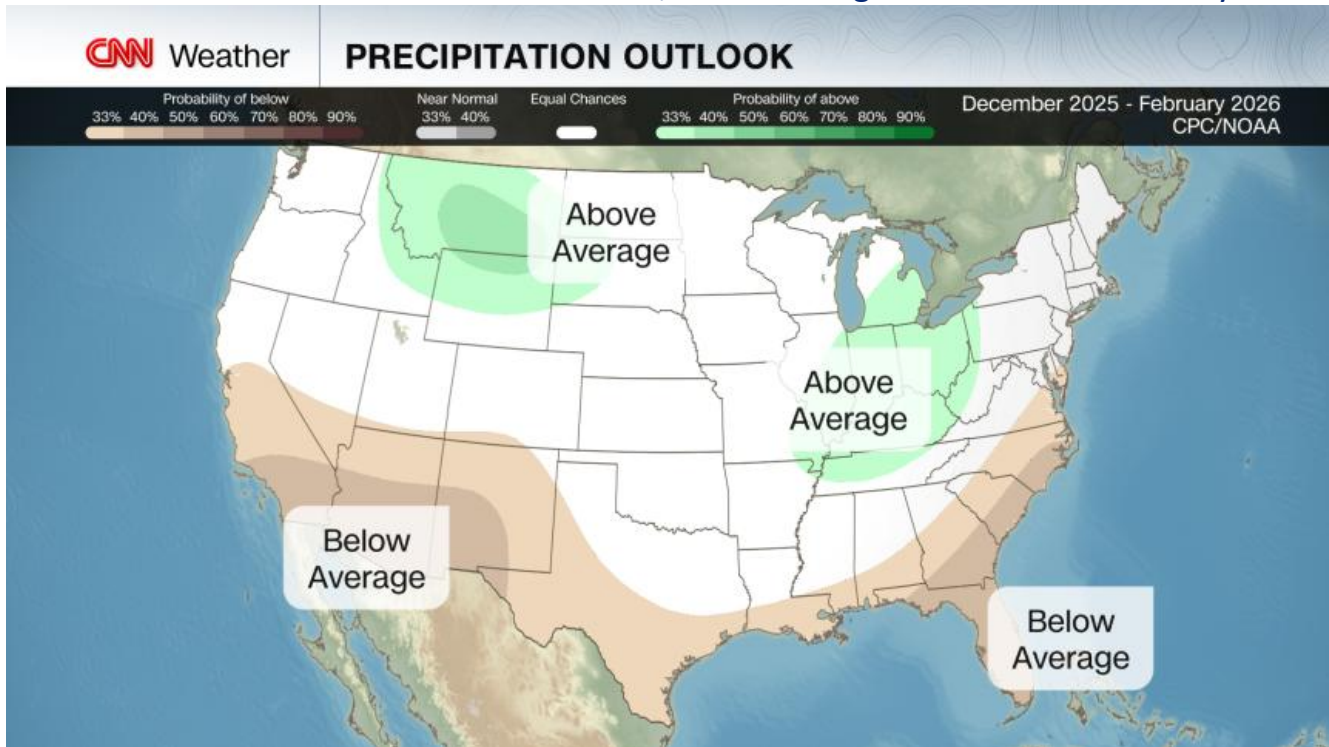 CNN Weather
PRECIPITATION OUTLOOK
Probability of below
33% 40% 50% 60% 70% 80% 90%
Near Normal
33% 40%
Equal Chances
Probability of above
33% 40% 50% 60% 70% 80% 90%
December 2025 - February 2026
CPC/NOAA
Above
Average
Above
Average
Below
Average
Below
Average